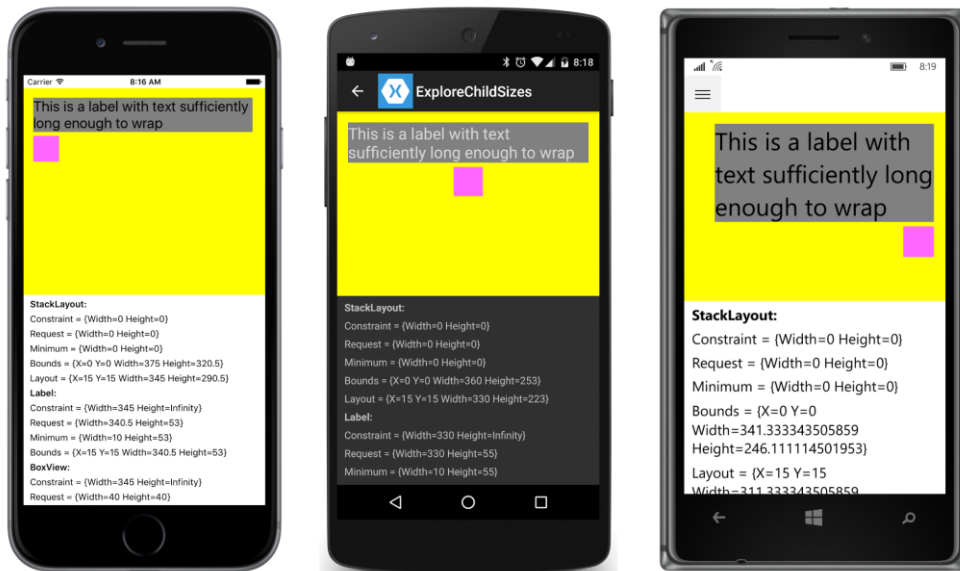 Carrier 8:16 AM
This is a label with text sufficiently
long enough to wrap
StackLayout:
Constraint = {Width=0 Height=0}
Request = {Width=0 Height=0}
Minimum = {Width=0 Height=0}
Bounds = {X=0 Y=0 Width=375 Height=320.5}
Layout = {X=15 Y=15 Width=345 Height=290.5}
Label:
Constraint = {Width=345 Height=Infinity}
Request = {Width=340.5 Height=53}
Minimum = {Width=10 Height=53}
Bounds = {X=15 Y=15 Width=340.5 Height=53}
BoxView:
Constraint = {Width=345 Height=Infinity}
Request = {Width=40 Height=40}
8:18
ExploreChildSizes
This is a label with text
sufficiently long enough to wrap
StackLayout:
Constraint = {Width=0 Height=0}
Request = {Width=0 Height=0}
Minimum = {Width=0 Height=0}
Bounds = {X=0 Y=0 Width=360 Height=253}
Layout = {X=15 Y=15 Width=330 Height=223}
Label:
Constraint = {Width=330 Height=Infinity}
Request = {Width=330 Height=55}
Minimum = {Width=10 Height=55}
8:19
This is a label with
text sufficiently long
enough to wrap
StackLayout:
Constraint = {Width=0 Height=0}
Request = {Width=0 Height=0}
Minimum = {Width=0 Height=0}
Bounds = {X=0 Y=0
Width=341.333343505859
Height=246.111114501953}
Layout = {X=15 Y=15
Width=311.333343505859